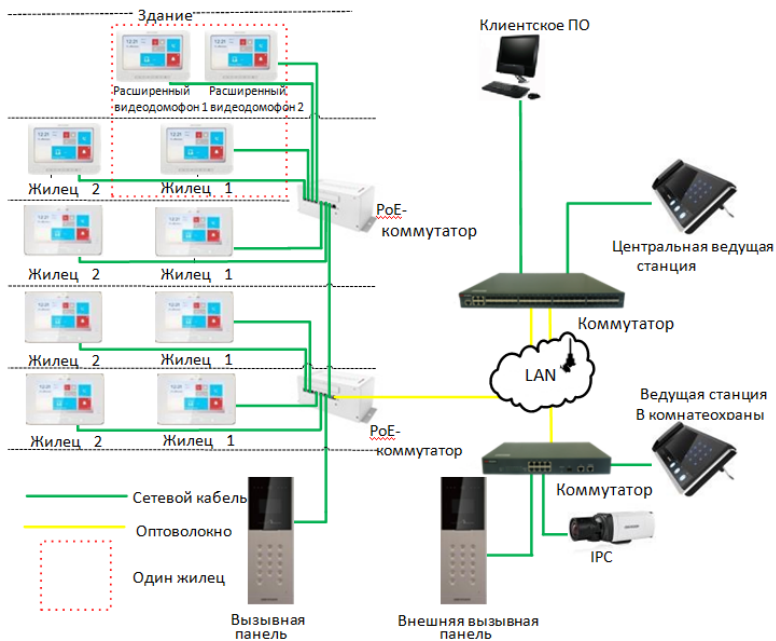 Здание
Клиентское ПО
Расширенный
видеодомофон 1
Расширенный
видеодомофон 2
Жилец 2
Жилец 1
PoE-
коммутатор
Центральная ведущая
станция
Жилец 2
Жилец 1
Коммутатор
LAN
Жилец 2
Жилец 1
Ведущая станция
В комнатеохраны
PoE-
коммутатор
Жилец 2
Жилец 1
Коммутатор
Сетевой кабель
Оптоволокно
IPC
Один жилец
Вызывная
панель
Внешняя вызывная
панель